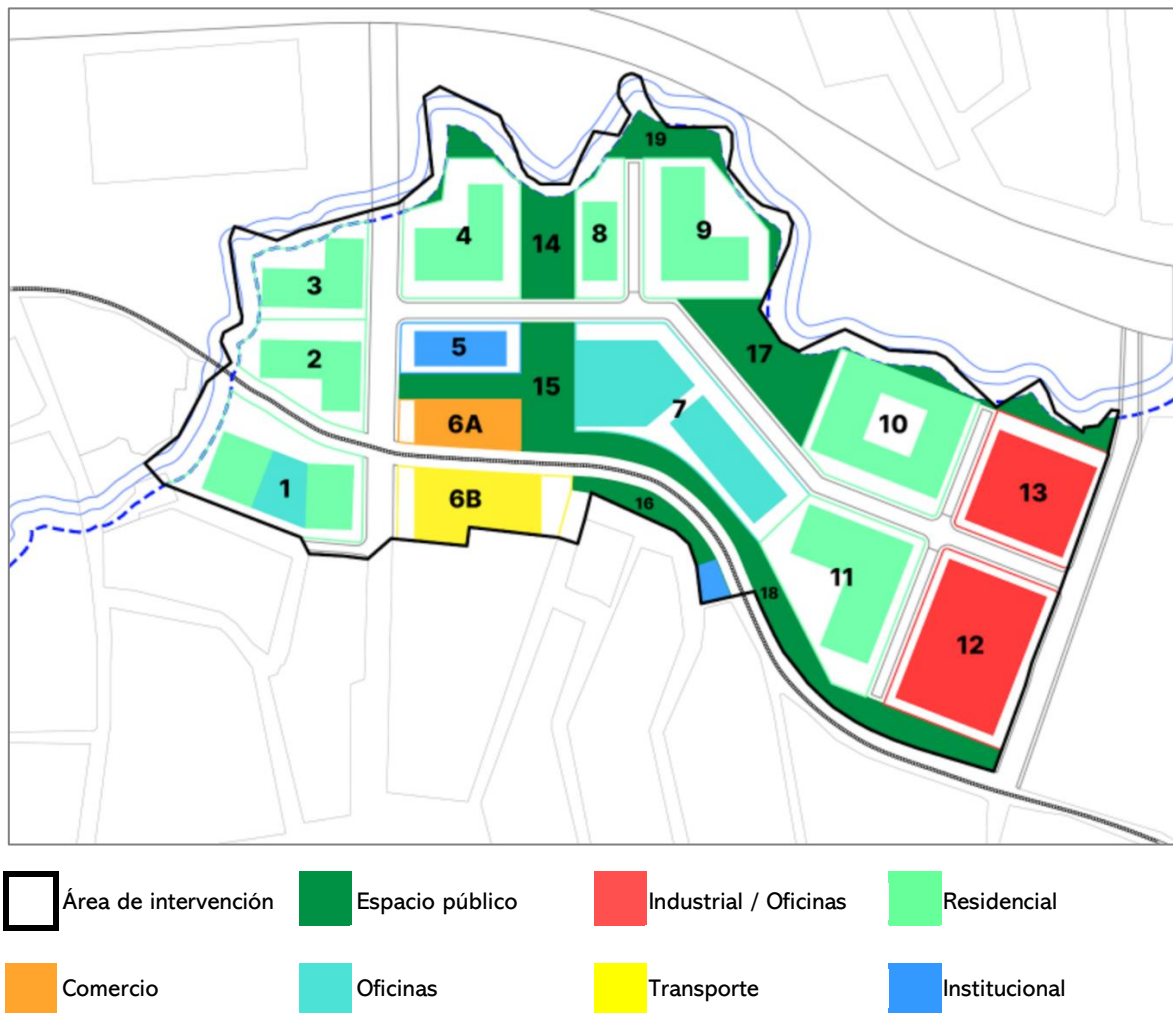 19
4
14
8
9
3
2
5
15
17
6A
7
10
1
6B
16
13
11
18
12
Área de intervención
Espacio público
Industrial / Oficinas
Residencial
Comercio
Oficinas
Transporte
Institucional